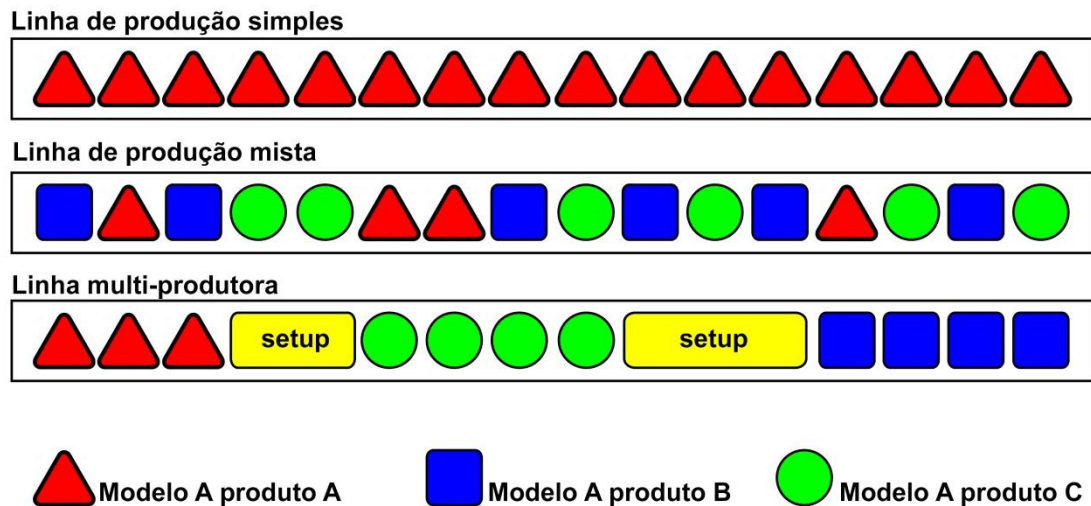 Linha de produção simples
Linha de produção mista
Linha multi-produtora
setup setup
Modelo A produto A Modelo A produto B Modelo A produto C